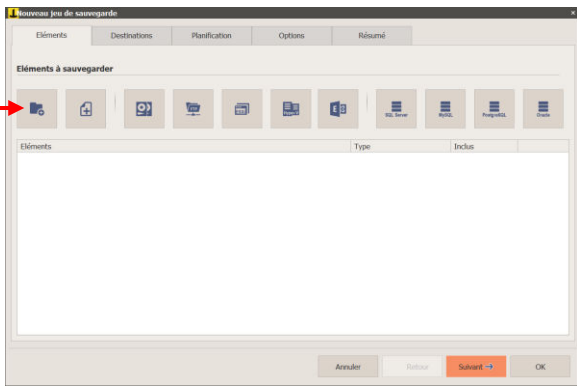 Nouveau jeu de sauvegarde
Eléments Destinations Planification Options Résumé
Eléments à sauvegarder
SQL Server MySQL PostgreSQL Oracle
Eléments Type Inclus
Annuler Retour Suivant → OK